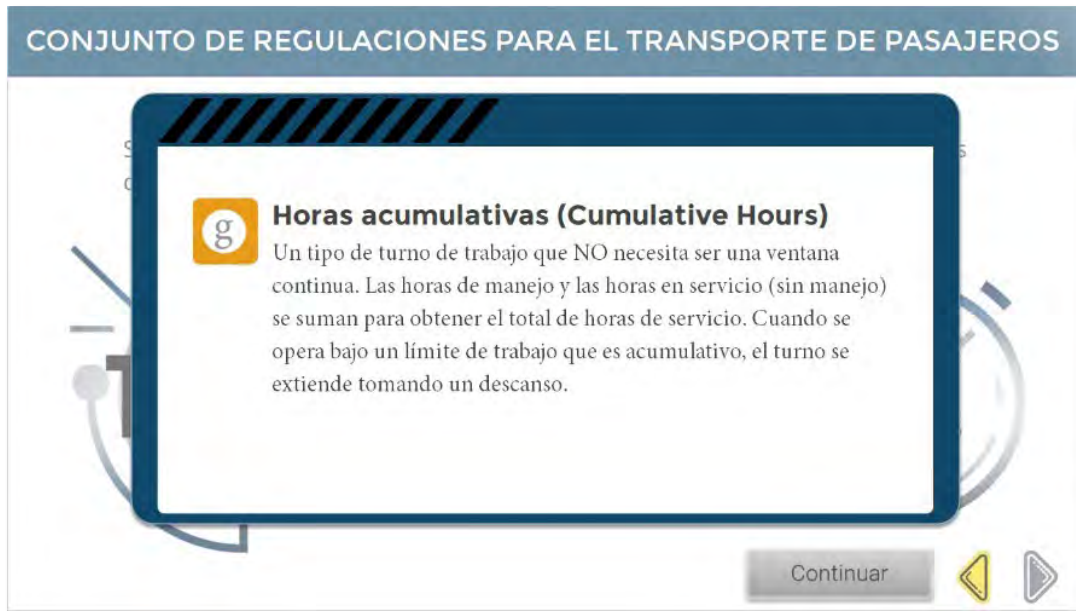 CONJUNTO DE REGULACIONES PARA EL TRANSPORTE DE PASAJEROS
g
Horas acumulativas (Cumulative Hours)
Un tipo de turno de trabajo que NO necesita ser una ventana
continua. Las horas de manejo y las horas en servicio (sin manejo)
se suman para obtener el total de horas de servicio. Cuando se
opera bajo un límite de trabajo que es acumulativo, el turno se
extiende tomando un descanso.
Continuar